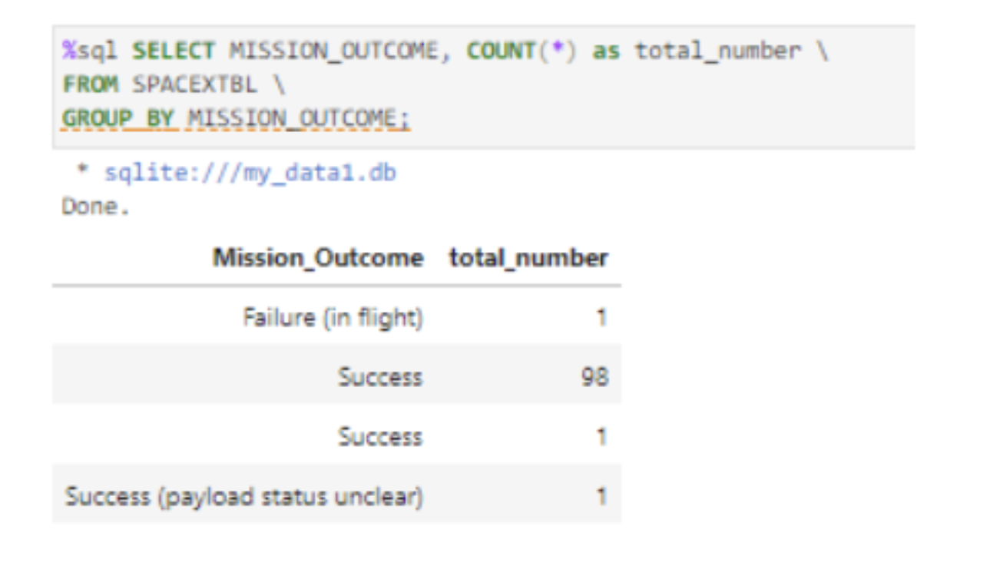 %sql SELECT MISSION_OUTCOME, COUNT(*) as total_number \
FROM SPACEXTBL \
GROUP BY MISSION_OUTCOME;
* sqlite:///my_data1.db
Done.
Mission_Outcome total_number
Failure (in flight) 1
Success 98
Success 1
Success (payload status unclear) 1